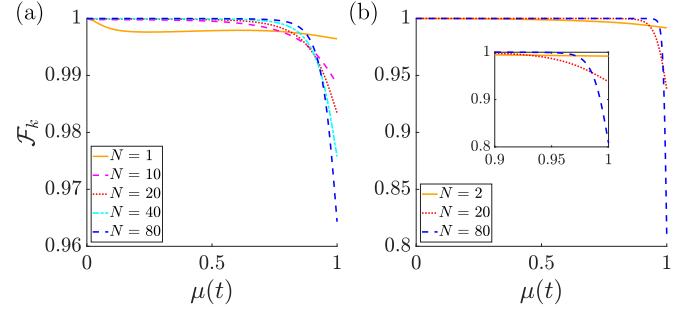 (a)
1
0.99
0.98
0.97
0.96
ℱ_k
N = 1
N = 10
N = 20
N = 40
N = 80
0 0.5 1
μ(t)
(b)
1
0.95
0.9
0.85
0.8
1
0.9
0.8
0.9 0.95 1
N = 2
N = 20
N = 80
0 0.5 1
μ(t)